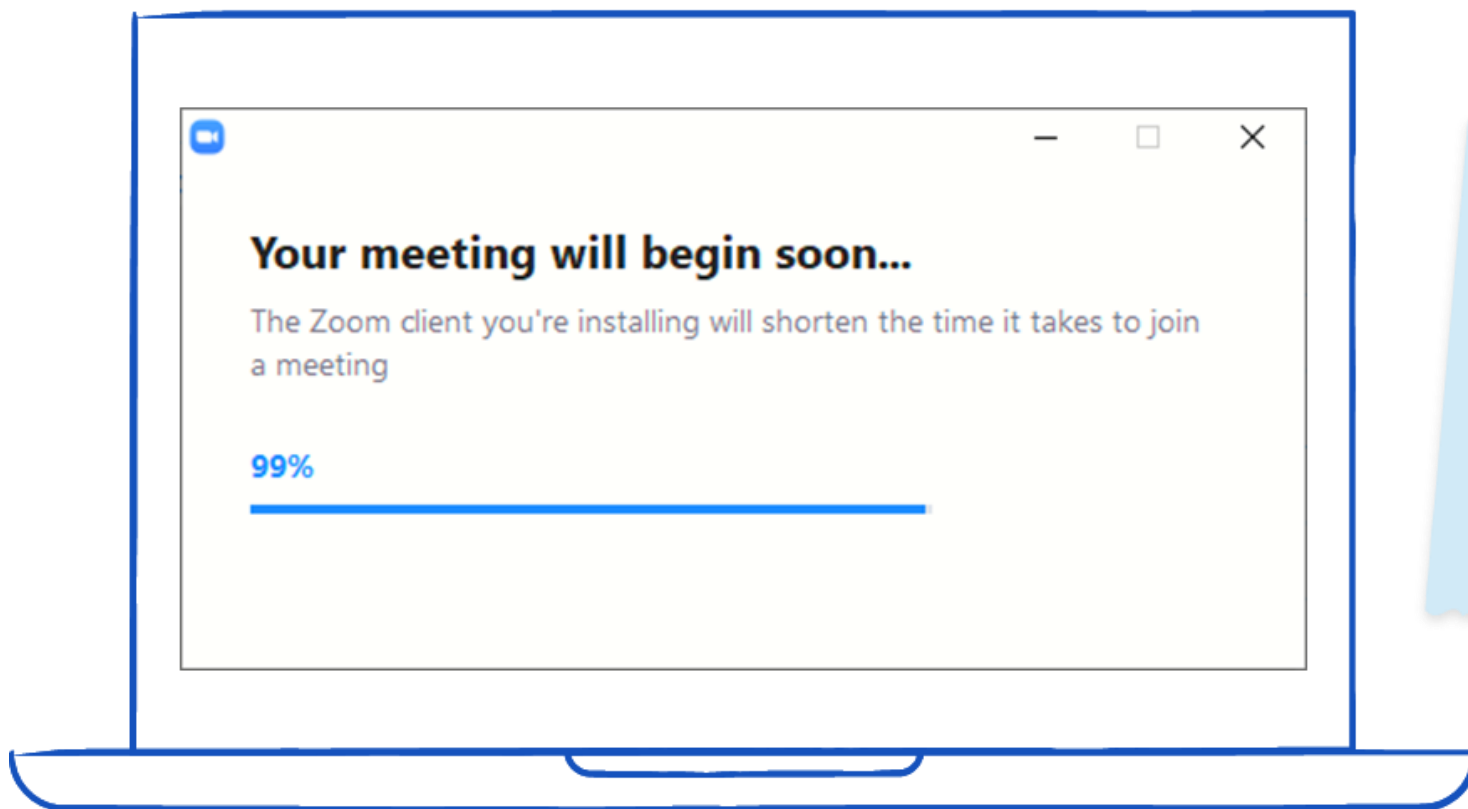 Your meeting will begin soon...
The Zoom client you're installing will shorten the time it takes to join
a meeting
99%